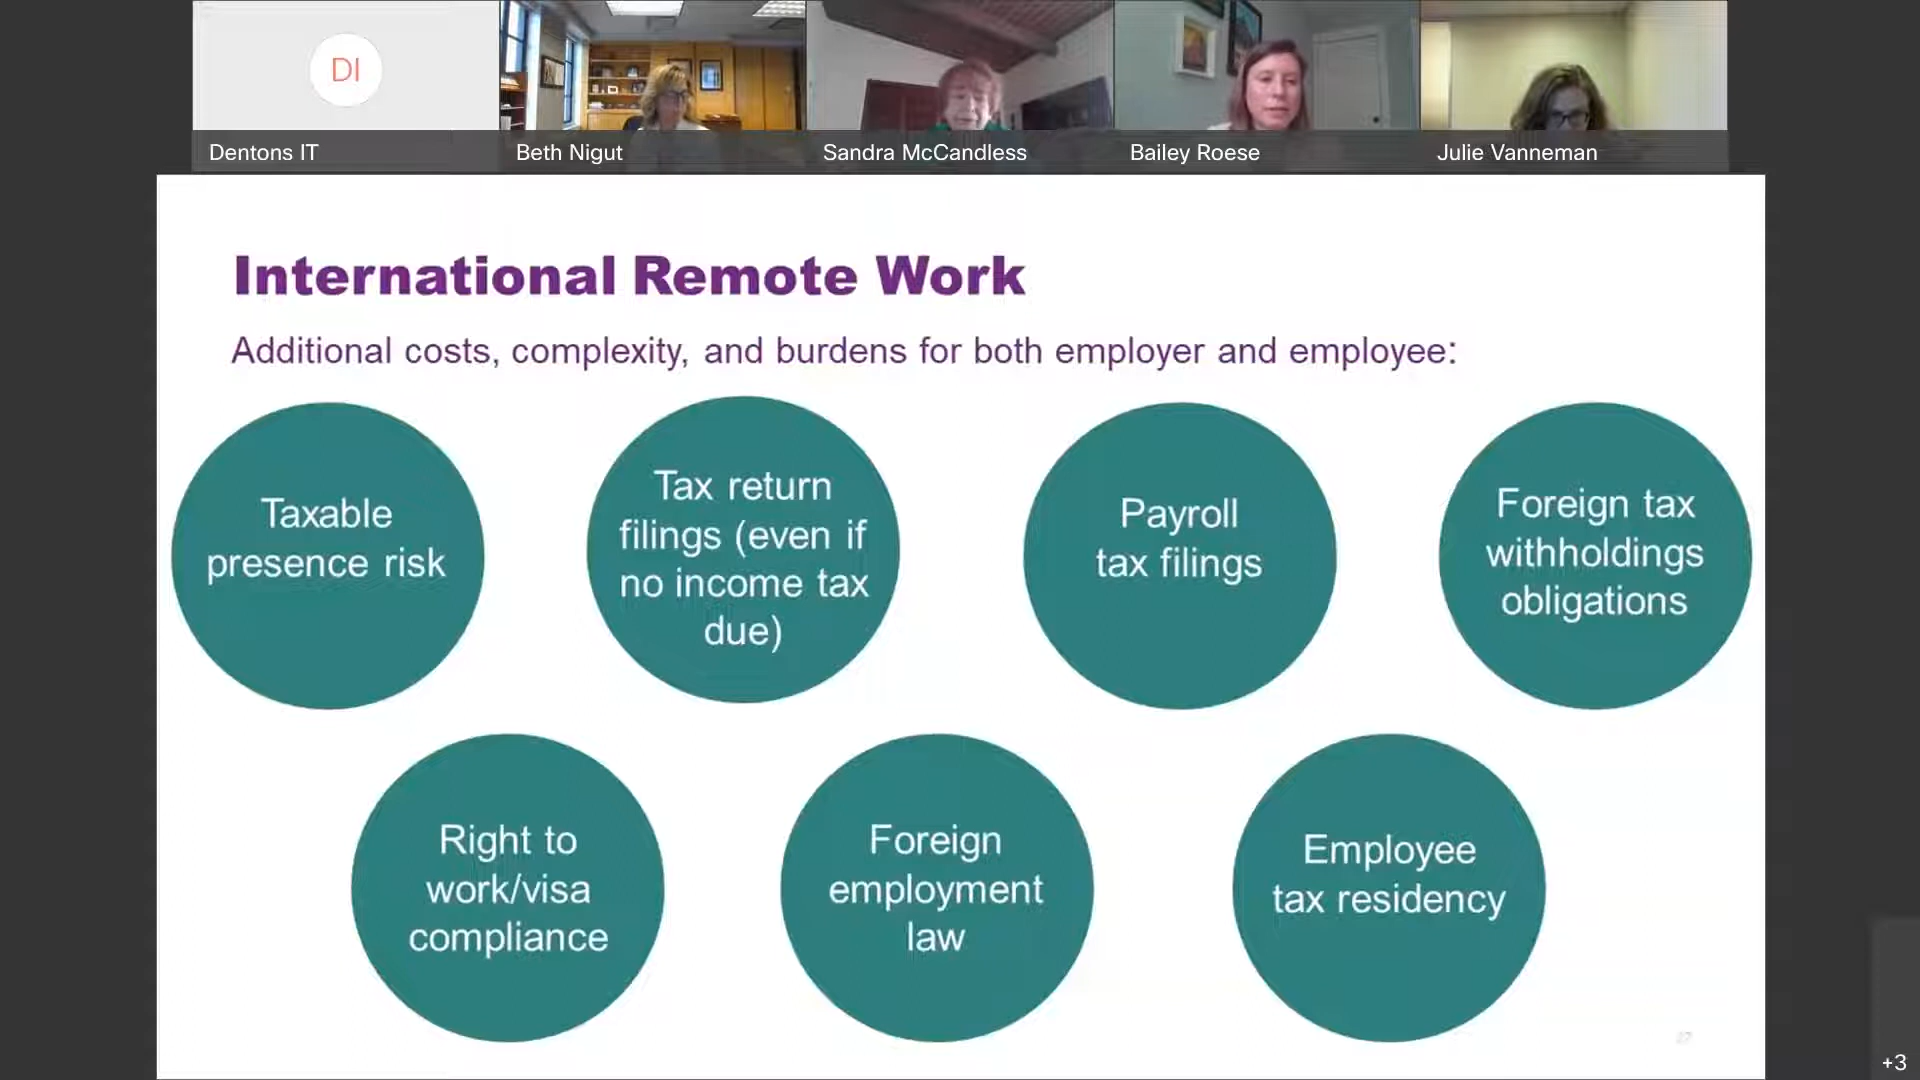 DI
Dentons IT
Beth Nigut
Sandra McCandless
Bailey Roese
Julie Vanneman
International Remote Work
Additional costs, complexity, and burdens for both employer and employee:
Taxable
presence risk
Tax return
filings (even if
no income tax
due)
Payroll
tax filings
Foreign tax
withholdings
obligations
Right to
work/visa
compliance
Foreign
employment
law
Employee
tax residency
+3